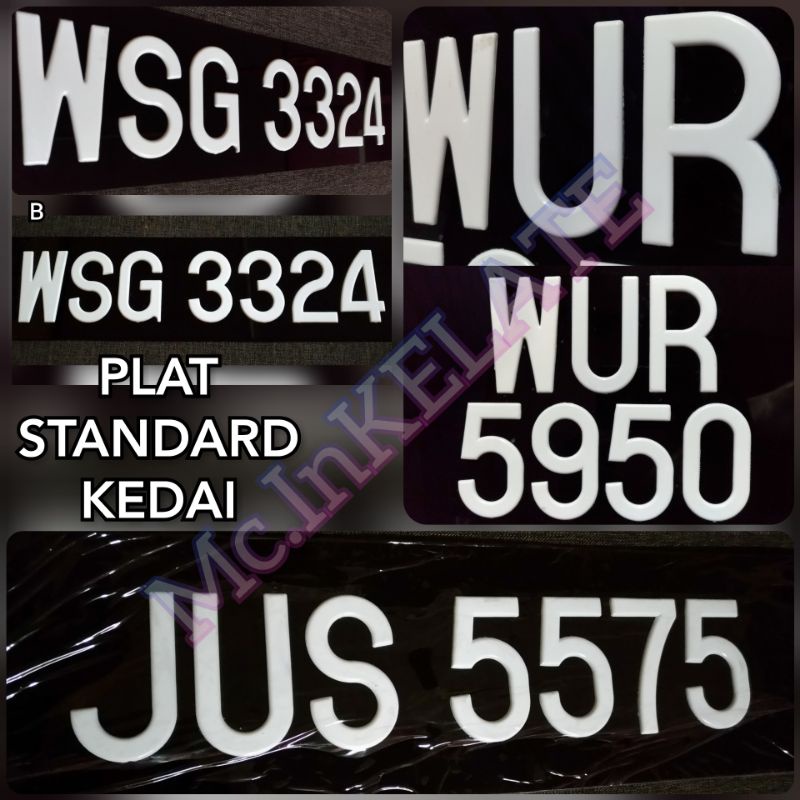 WSG 3324
B
WSG 3324
PLAT
STANDARD
KEDAI
WUR
WUR
5950
JUS 5575
Mc.InKELATE